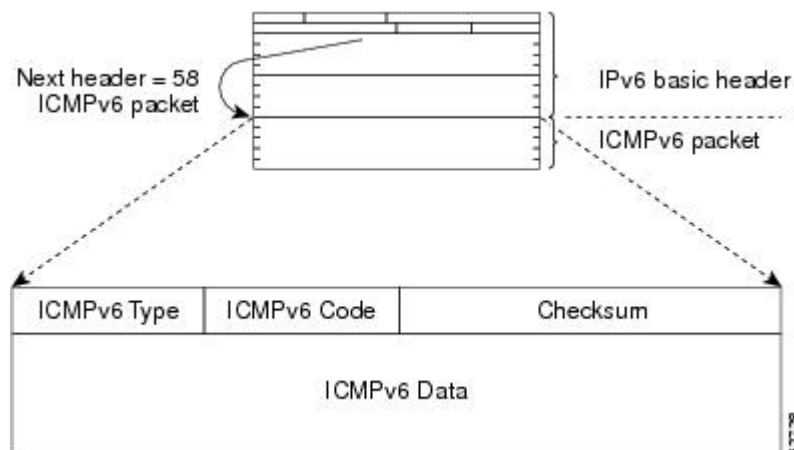 Next header = 58
ICMPv6 packet
IPv6 basic header
ICMPv6 packet
ICMPv6 Type
ICMPv6 Code
Checksum
ICMPv6 Data